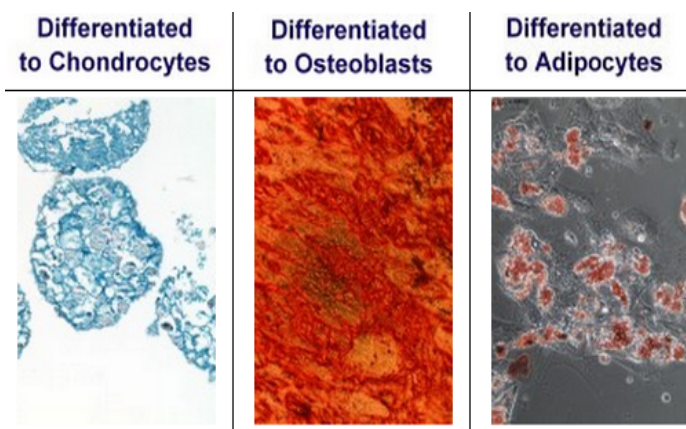 Differentiated
to Chondrocytes
Differentiated
to Osteoblasts
Differentiated
to Adipocytes